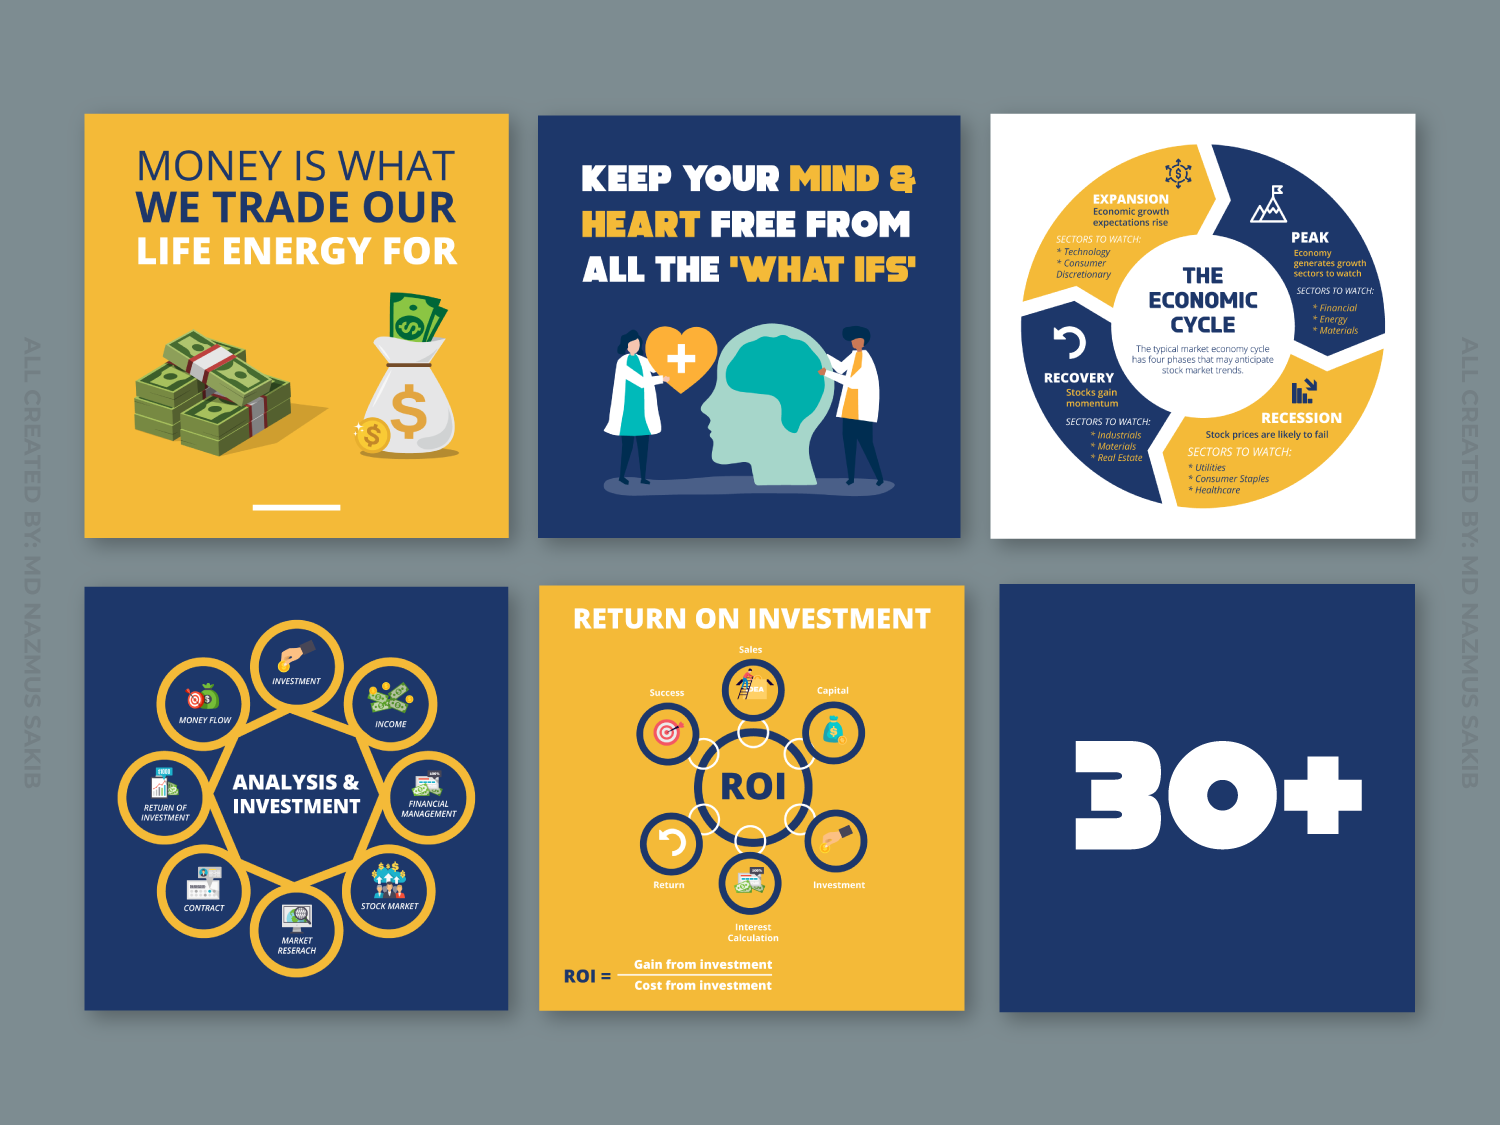 MONEY IS WHAT
WE TRADE OUR
LIFE ENERGY FOR
$
$
$
KEEP YOUR MIND &
HEART FREE FROM
ALL THE 'WHAT IFS'
THE
ECONOMIC
CYCLE
The typical market economy cycle
has four phases that may anticipate
stock market trends.
$
EXPANSION
Economic growth
expectations rise
SECTORS TO WATCH:
* Technology
* Consumer
Discretionary
PEAK
Economy
generates growth
sectors to watch
SECTORS TO WATCH:
* Financial
* Energy
* Materials
RECESSION
Stock prices are likely to fail
SECTORS TO WATCH:
* Utilities
* Consumer Staples
* Healthcare
RECOVERY
Stocks gain
momentum
SECTORS TO WATCH:
* Industrials
* Materials
* Real Estate
ANALYSIS &
INVESTMENT
INVESTMENT
INCOME
FINANCIAL
MANAGEMENT
STOCK MARKET
MARKET
RESERACH
CONTRACT
RETURN OF
INVESTMENT
MONEY FLOW
RETURN ON INVESTMENT
Sales
Capital
Investment
Interest
Calculation
Return
Success
ROI
ROI =
Gain from investment
Cost from investment
30+
ALL CREATED BY: MD NAZMUS SAKIB
ALL CREATED BY: MD NAZMUS SAKIB